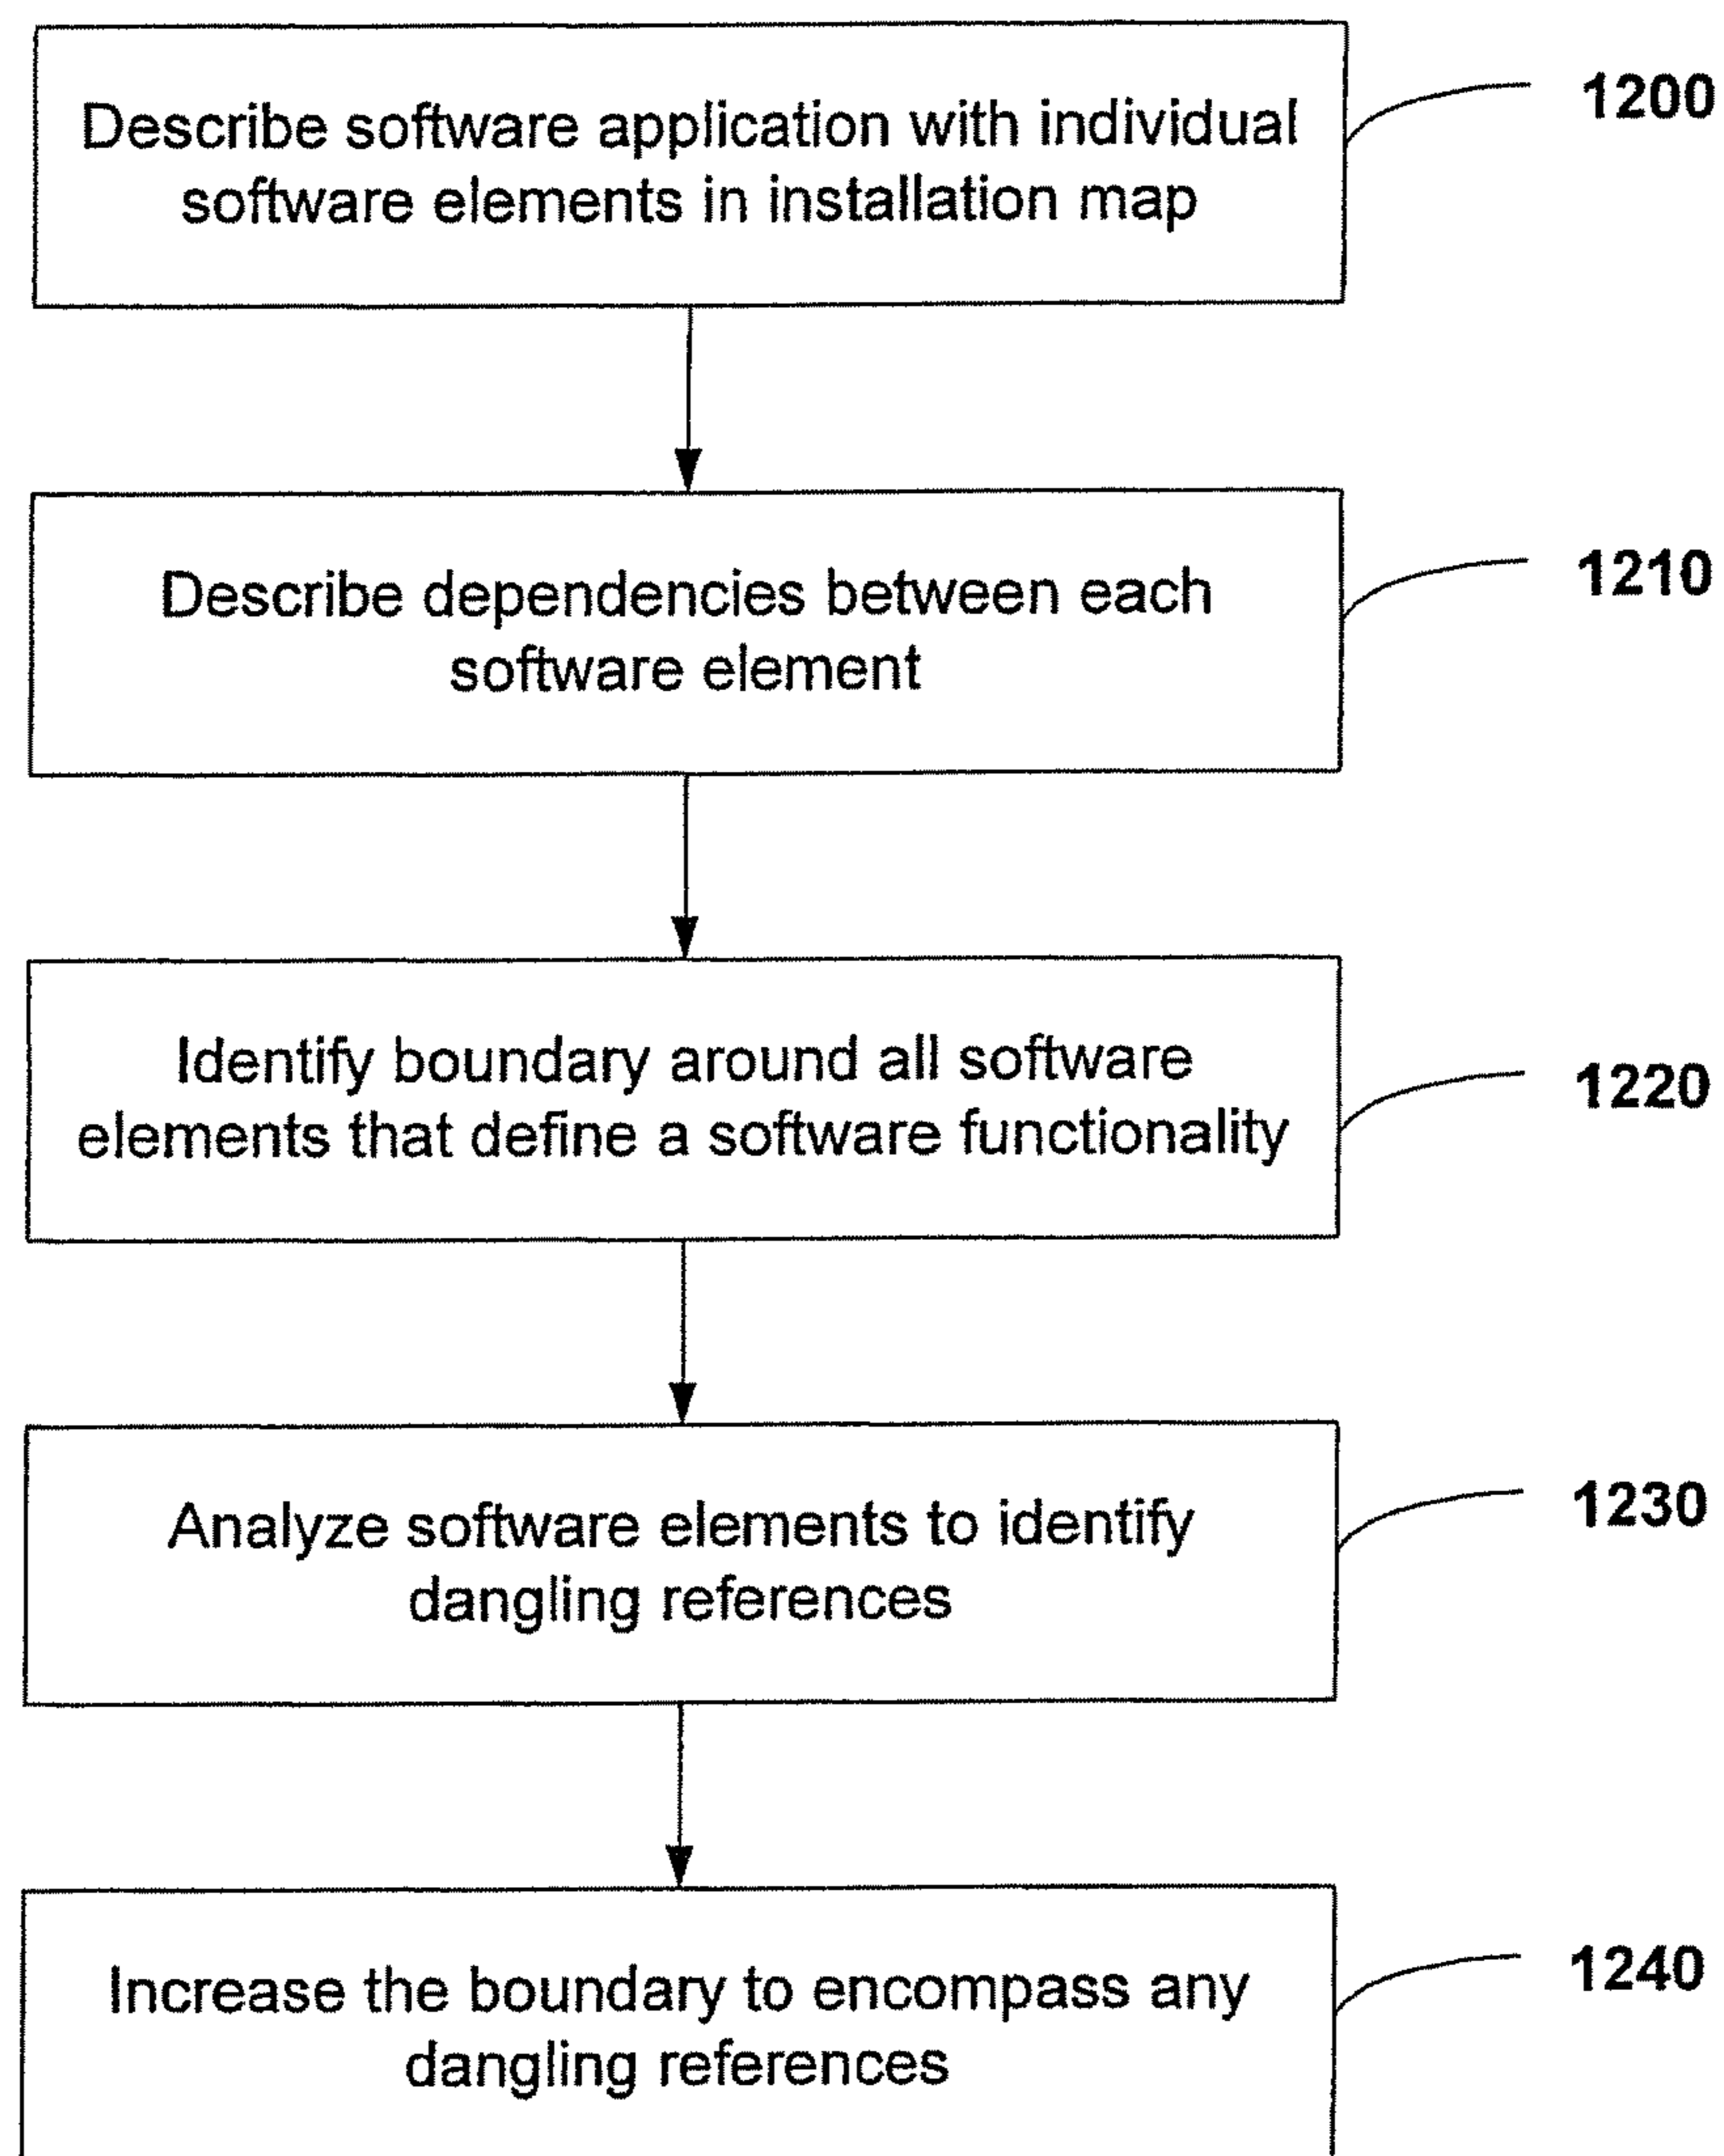 Describe software application with individual
software elements in installation map
1200
Describe dependencies between each
software element
1210
Identify boundary around all software
elements that define a software functionality
1220
Analyze software elements to identify
dangling references
1230
Increase the boundary to encompass any
dangling references
1240